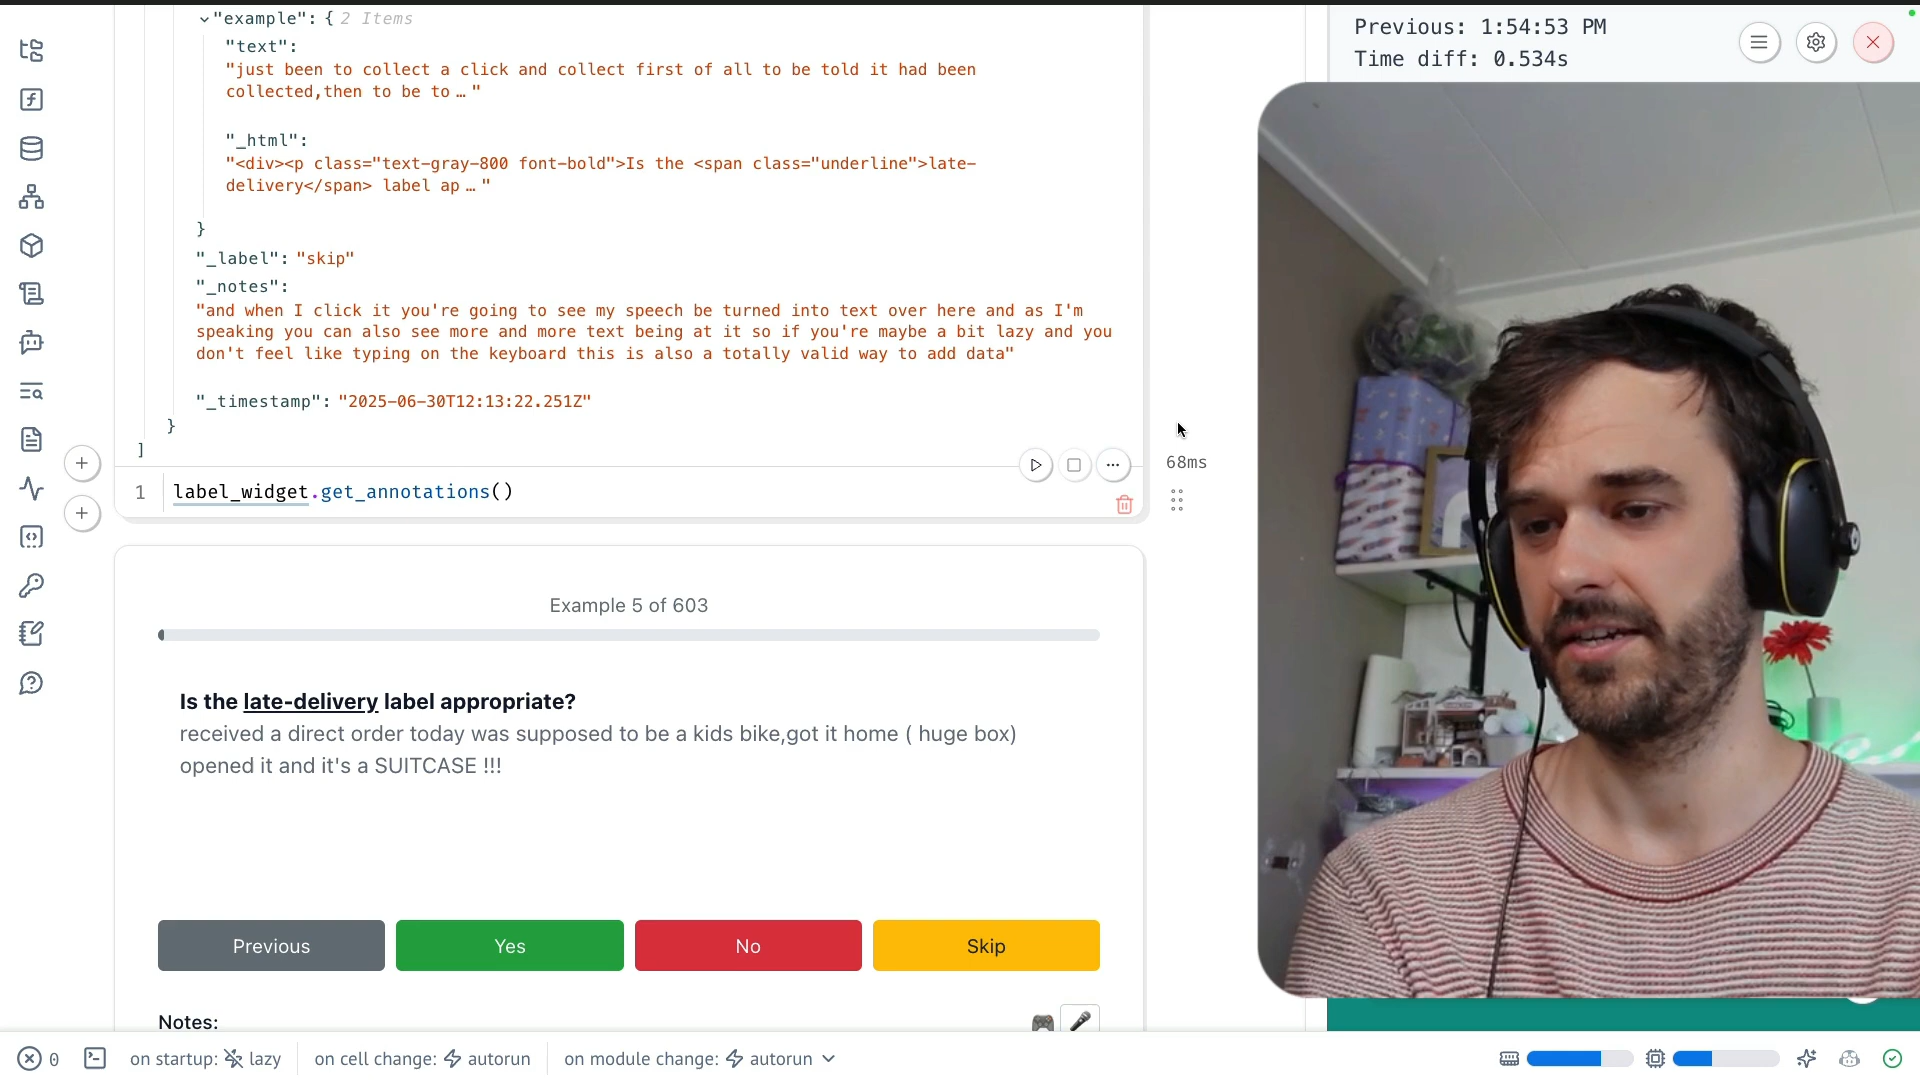 "example": { 2 Items
"text":
"just been to collect a click and collect first of all to be told it had been
collected,then to be to … "
"_html":
"<div><p class="text-gray-800 font-bold">Is the <span class="underline">late-
delivery</span> label ap … "
}
"_label": "skip"
"_notes":
"and when I click it you're going to see my speech be turned into text over here and as I'm
speaking you can also see more and more text being at it so if you're maybe a bit lazy and you
don't feel like typing on the keyboard this is also a totally valid way to add data"
"_timestamp": "2025-06-30T12:13:22.251Z"
}
]
68ms
1 label_widget.get_annotations()
Example 5 of 603
Is the late-delivery label appropriate?
received a direct order today was supposed to be a kids bike,got it home ( huge box)
opened it and it's a SUITCASE !!!
Previous Yes No Skip
Notes:
0 on startup: lazy on cell change: autorun on module change: autorun
Previous: 1:54:53 PM
Time diff: 0.534s